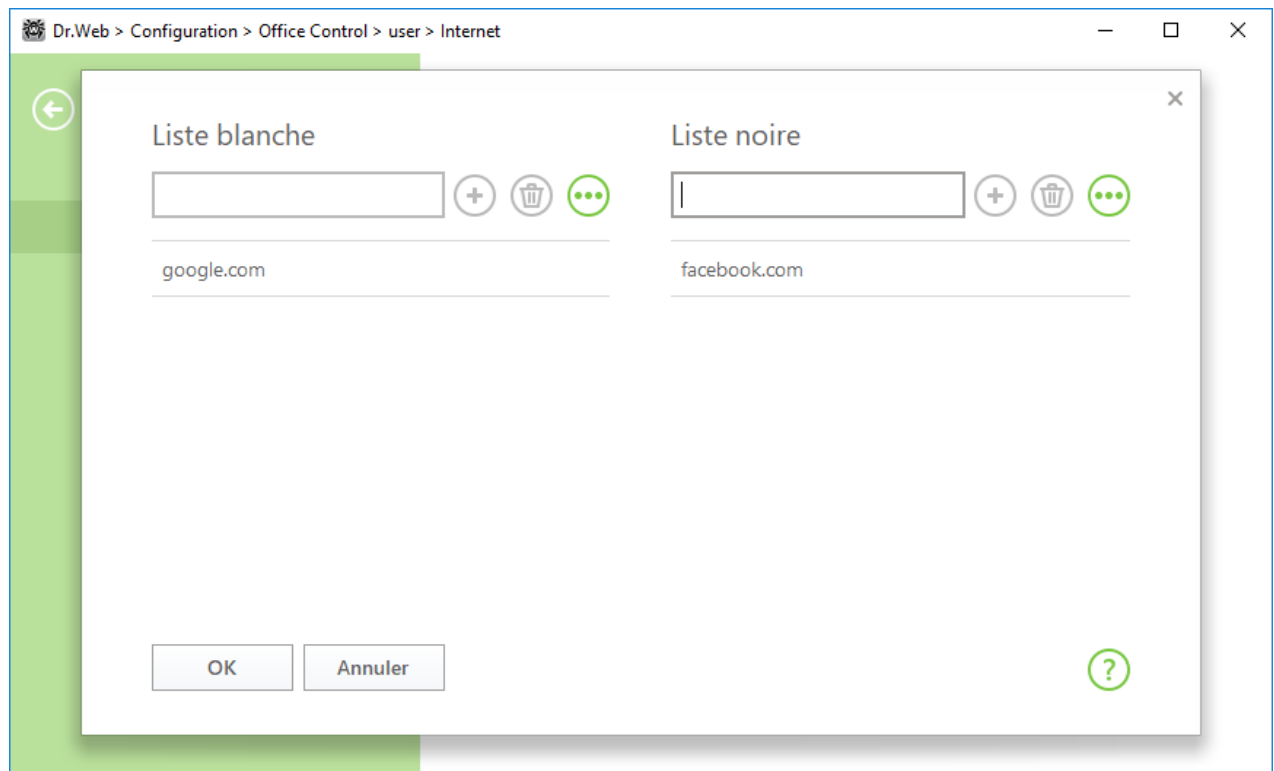 Dr.Web > Configuration > Office Control > user > Internet
Liste blanche
Liste noire
google.com
facebook.com
OK
Annuler
?